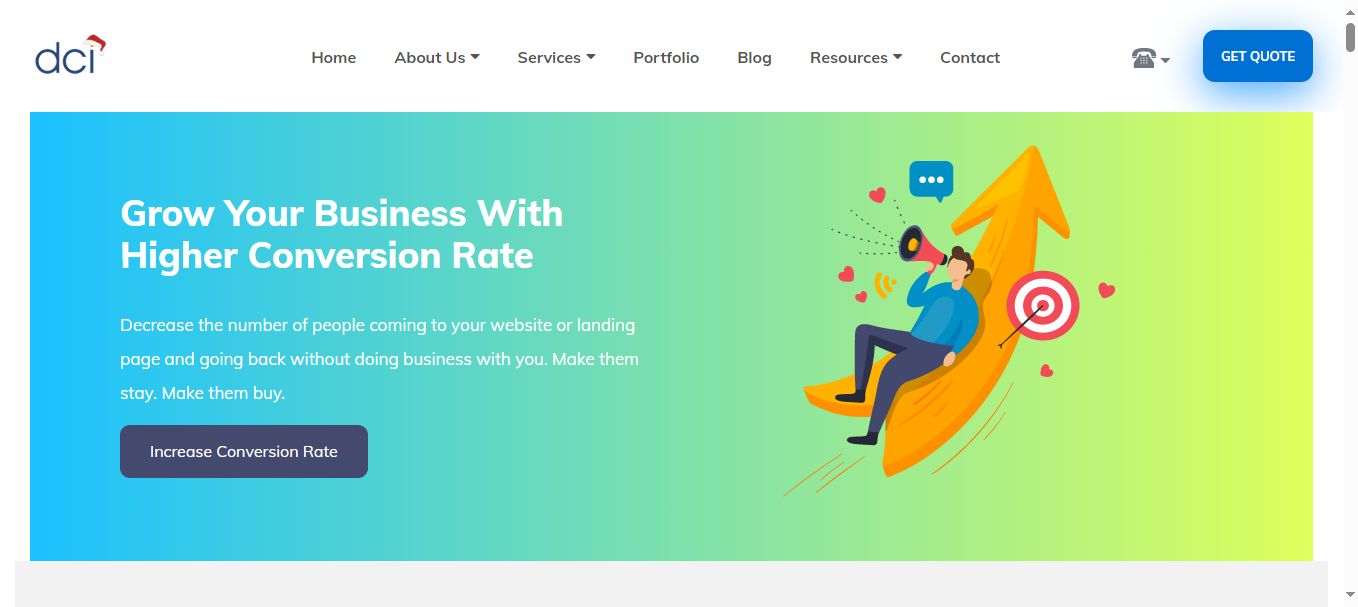 dci
Home About Us Services Portfolio Blog Resources Contact GET QUOTE
Grow Your Business With
Higher Conversion Rate
Decrease the number of people coming to your website or landing
page and going back without doing business with you. Make them
stay. Make them buy.
Increase Conversion Rate